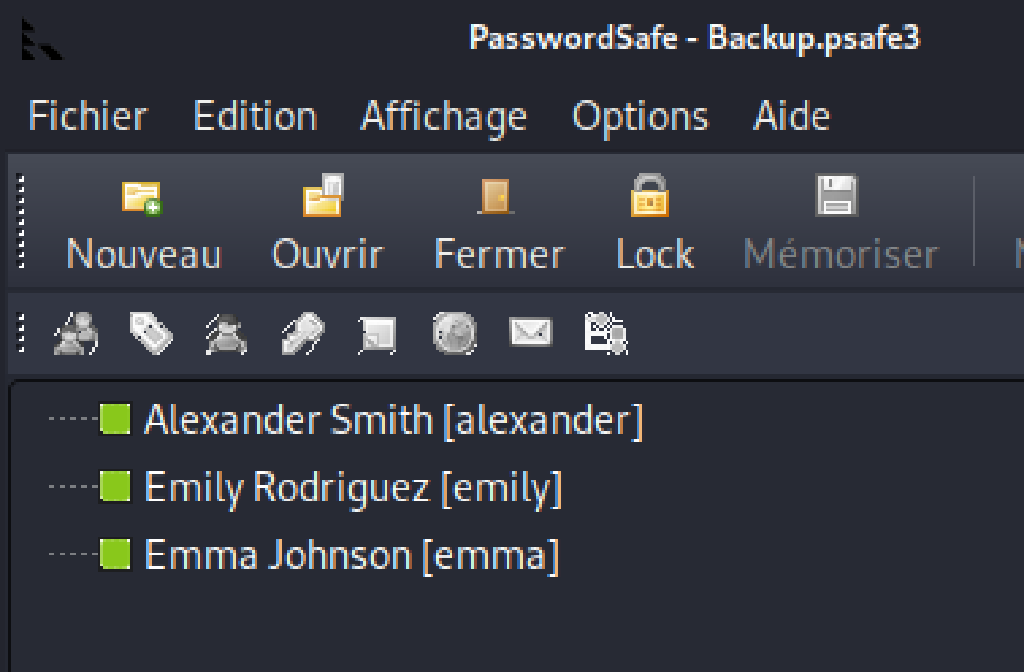 PasswordSafe - Backup.psafe3
Fichier Edition Affichage Options Aide
Nouveau Ouvrir Fermer Lock Mémoriser
Alexander Smith [alexander]
Emily Rodriguez [emily]
Emma Johnson [emma]